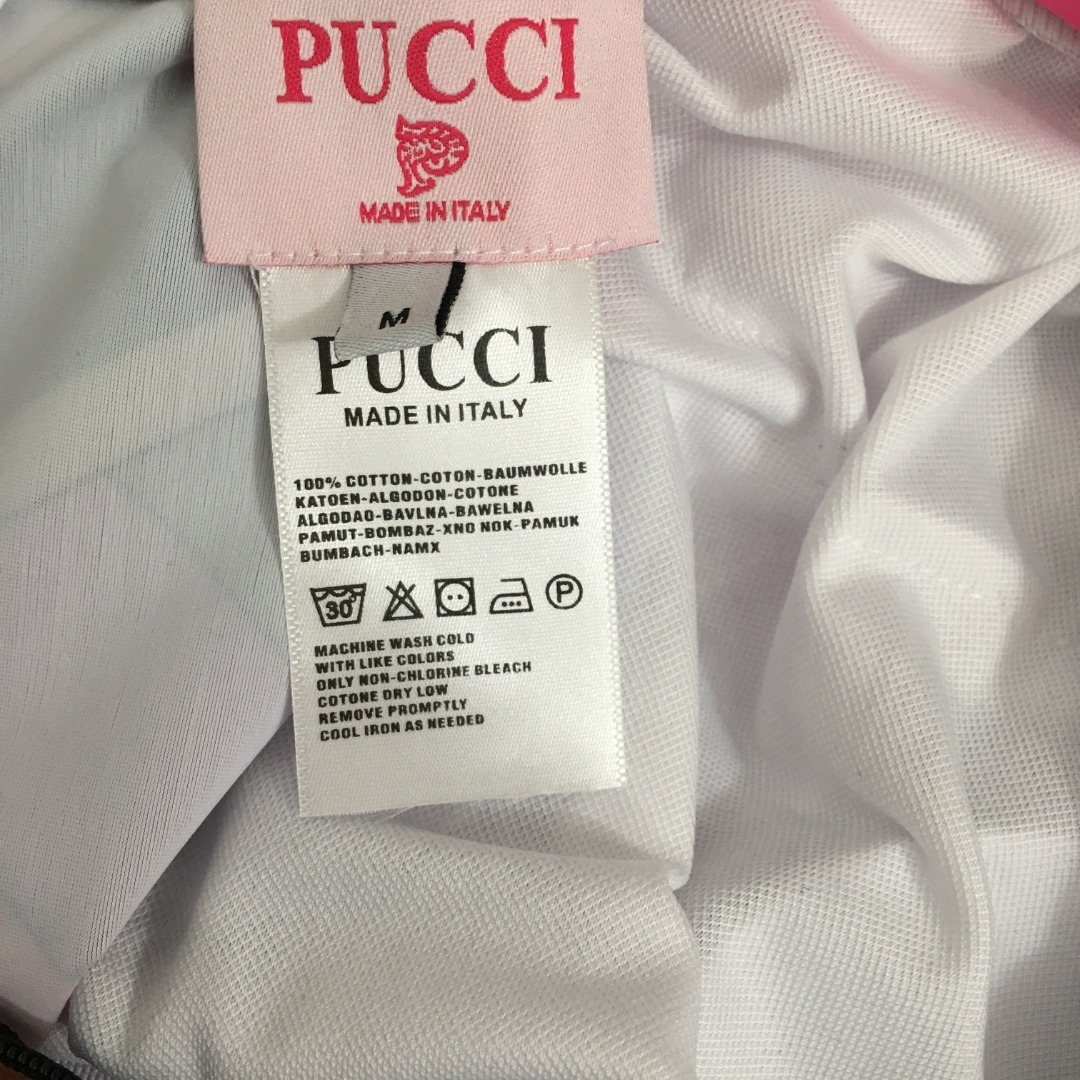 PUCCI
MADE IN ITALY
M
PUCCI
MADE IN ITALY
100% COTTON-COTON-BAUMWOLLE
KATOEN-ALGODON-COTONE
ALGODAO-BAVLNA-BAWELNA
PAMUT-BOMBAZ-XNO NOK-PAMUK
BUMBACH-NAMX
30° P
MACHINE WASH COLD
WITH LIKE COLORS
ONLY NON-CHLORINE BLEACH
COTONE DRY LOW
REMOVE PROMPTLY
COOL IRON AS NEEDED